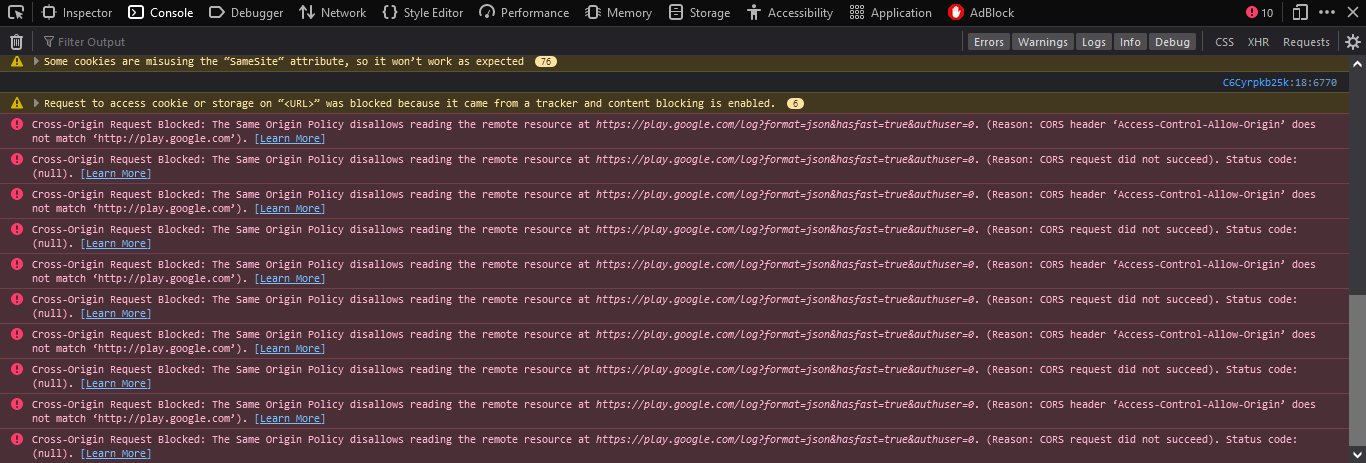 Inspector Console Debugger Network Style Editor Performance Memory Storage Accessibility Application AdBlock 10
Filter Output Errors Warnings Logs Info Debug CSS XHR Requests
Some cookies are misusing the “SameSite” attribute, so it won’t work as expected 76
C6Cyrpkb25k:18:6770
Request to access cookie or storage on “<URL>” was blocked because it came from a tracker and content blocking is enabled. 6
Cross-Origin Request Blocked: The Same Origin Policy disallows reading the remote resource at https://play.google.com/log?format=json&hasfast=true&authuser=0. (Reason: CORS header ‘Access-Control-Allow-Origin’ does
not match ‘http://play.google.com’). [Learn More]
Cross-Origin Request Blocked: The Same Origin Policy disallows reading the remote resource at https://play.google.com/log?format=json&hasfast=true&authuser=0. (Reason: CORS request did not succeed). Status code:
(null). [Learn More]
Cross-Origin Request Blocked: The Same Origin Policy disallows reading the remote resource at https://play.google.com/log?format=json&hasfast=true&authuser=0. (Reason: CORS header ‘Access-Control-Allow-Origin’ does
not match ‘http://play.google.com’). [Learn More]
Cross-Origin Request Blocked: The Same Origin Policy disallows reading the remote resource at https://play.google.com/log?format=json&hasfast=true&authuser=0. (Reason: CORS request did not succeed). Status code:
(null). [Learn More]
Cross-Origin Request Blocked: The Same Origin Policy disallows reading the remote resource at https://play.google.com/log?format=json&hasfast=true&authuser=0. (Reason: CORS header ‘Access-Control-Allow-Origin’ does
not match ‘http://play.google.com’). [Learn More]
Cross-Origin Request Blocked: The Same Origin Policy disallows reading the remote resource at https://play.google.com/log?format=json&hasfast=true&authuser=0. (Reason: CORS request did not succeed). Status code:
(null). [Learn More]
Cross-Origin Request Blocked: The Same Origin Policy disallows reading the remote resource at https://play.google.com/log?format=json&hasfast=true&authuser=0. (Reason: CORS header ‘Access-Control-Allow-Origin’ does
not match ‘http://play.google.com’). [Learn More]
Cross-Origin Request Blocked: The Same Origin Policy disallows reading the remote resource at https://play.google.com/log?format=json&hasfast=true&authuser=0. (Reason: CORS request did not succeed). Status code:
(null). [Learn More]
Cross-Origin Request Blocked: The Same Origin Policy disallows reading the remote resource at https://play.google.com/log?format=json&hasfast=true&authuser=0. (Reason: CORS header ‘Access-Control-Allow-Origin’ does
not match ‘http://play.google.com’). [Learn More]
Cross-Origin Request Blocked: The Same Origin Policy disallows reading the remote resource at https://play.google.com/log?format=json&hasfast=true&authuser=0. (Reason: CORS request did not succeed). Status code:
(null). [Learn More]